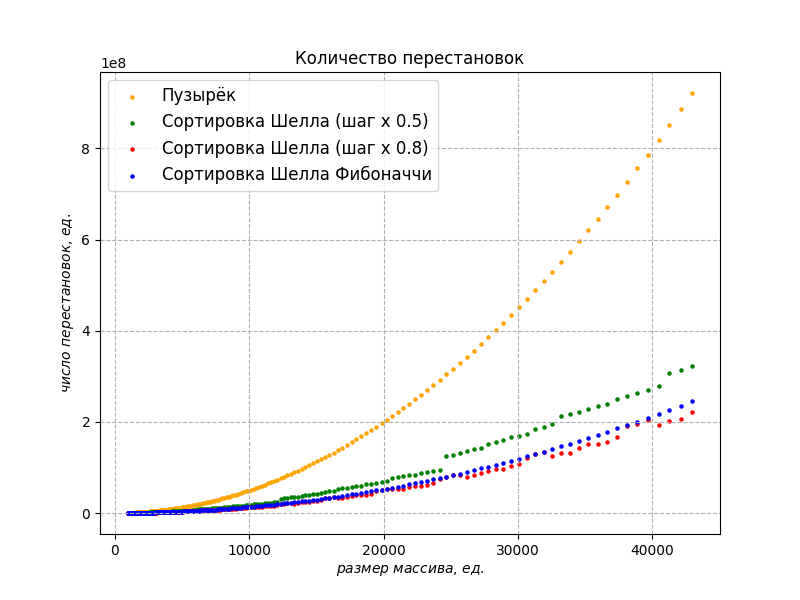 Количество перестановок
1e8
Пузырёк
Сортировка Шелла (шаг x 0.5)
Сортировка Шелла (шаг x 0.8)
Сортировка Шелла Фибоначчи
8
6
4
2
0
число перестановок, ед.
0 10000 20000 30000 40000
размер массива, ед.